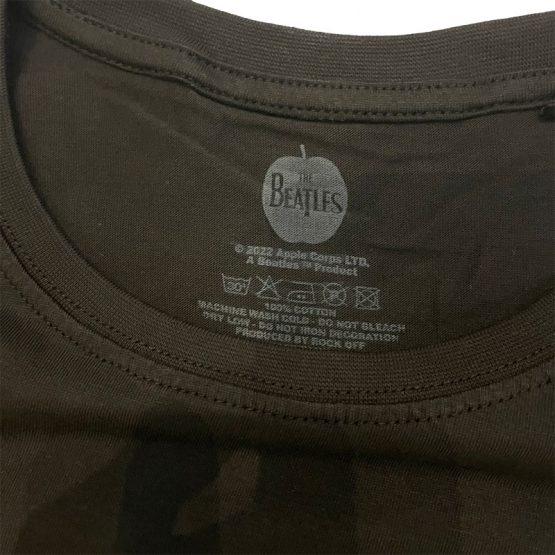 THE
BEATLES
© 2022 Apple Corps LTD.
A Beatles™ Product
30°
P
100% COTTON
MACHINE WASH COLD - DO NOT BLEACH
DRY LOW - DO NOT IRON DECORATION
PRODUCED BY ROCK OFF